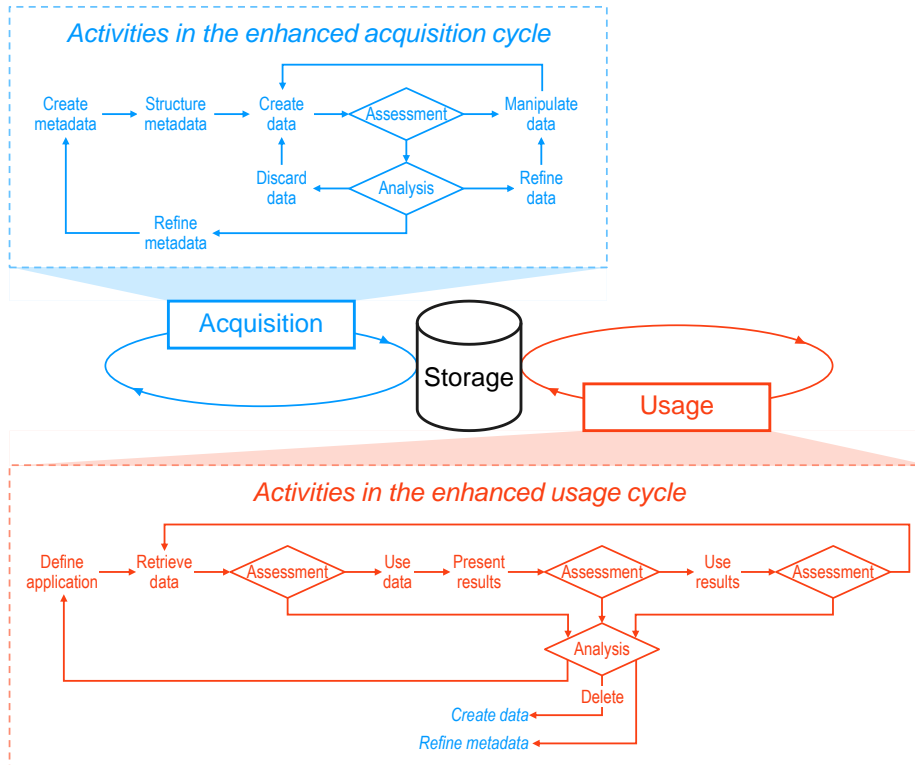 Activities in the enhanced acquisition cycle
Create
metadata
Structure
metadata
Create
data
Assessment
Manipulate
data
Discard
data
Analysis
Refine
data
Refine
metadata
Acquisition
Storage
Usage
Activities in the enhanced usage cycle
Define
application
Retrieve
data
Assessment
Use
data
Present
results
Assessment
Use
results
Assessment
Analysis
Delete
Create data
Refine metadata